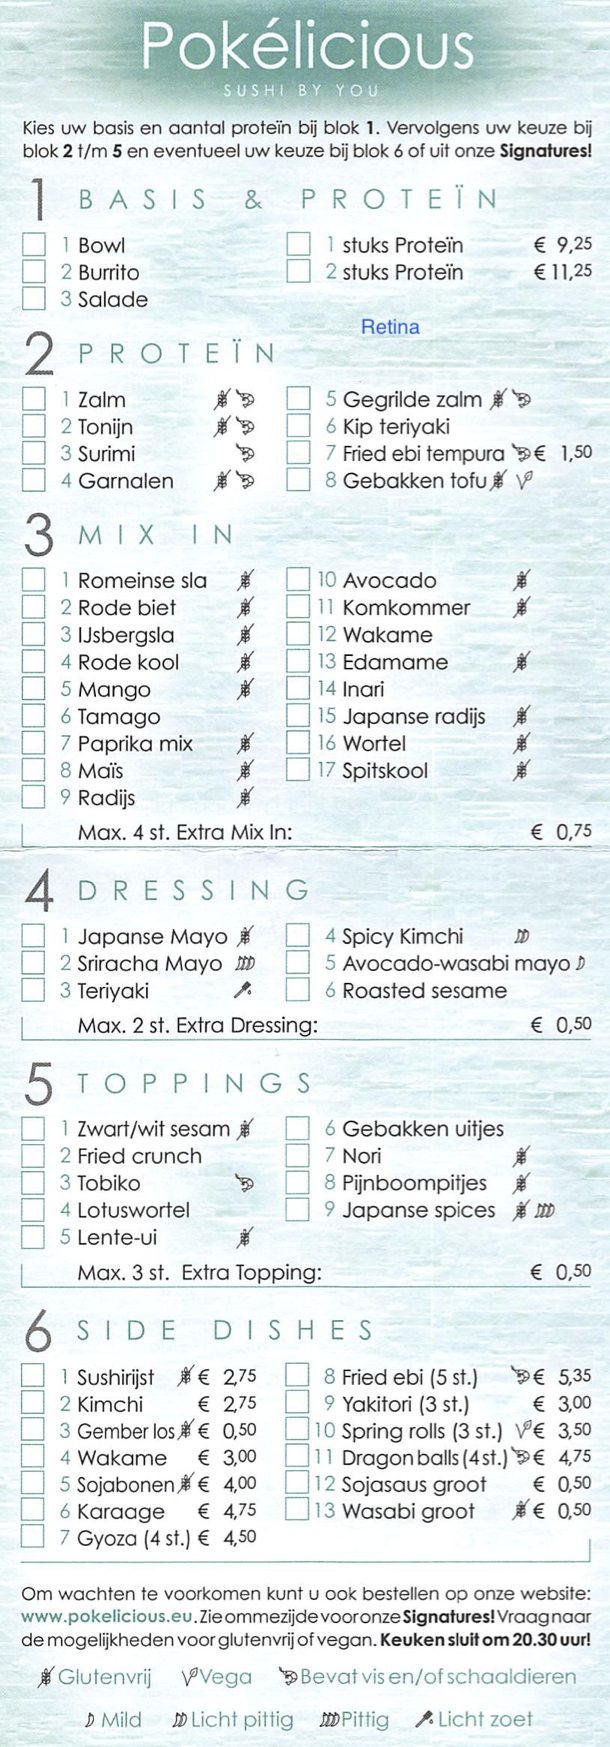 Pokélicious
SUSHI BY YOU
Kies uw basis en aantal proteïn bij blok 1. Vervolgens uw keuze bij
blok 2 t/m 5 en eventueel uw keuze bij blok 6 of uit onze Signatures!
1 BASIS & PROTEÏN
1 Bowl
2 Burrito
3 Salade
1 stuks Proteïn € 9,25
2 stuks Proteïn € 11,25
Retina
2 PROTEÏN
1 Zalm
2 Tonijn
3 Surimi
4 Garnalen
5 Gegrilde zalm
6 Kip teriyaki
7 Fried ebi tempura € 1,50
8 Gebakken tofu
3 MIX IN
1 Romeinse sla
2 Rode biet
3 IJsbergsla
4 Rode kool
5 Mango
6 Tamago
7 Paprika mix
8 Maïs
9 Radijs
10 Avocado
11 Komkommer
12 Wakame
13 Edamame
14 Inari
15 Japanse radijs
16 Wortel
17 Spitskool
Max. 4 st. Extra Mix In: € 0,75
4 DRESSING
1 Japanse Mayo
2 Sriracha Mayo
3 Teriyaki
4 Spicy Kimchi
5 Avocado-wasabi mayo
6 Roasted sesame
Max. 2 st. Extra Dressing: € 0,50
5 TOPPINGS
1 Zwart/wit sesam
2 Fried crunch
3 Tobiko
4 Lotuswortel
5 Lente-ui
6 Gebakken uitjes
7 Nori
8 Pijnboompitjes
9 Japanse spices
Max. 3 st. Extra Topping: € 0,50
6 SIDE DISHES
1 Sushirijst € 2,75
2 Kimchi € 2,75
3 Gember los € 0,50
4 Wakame € 3,00
5 Sojabonen € 4,00
6 Karaage € 4,75
7 Gyoza (4 st.) € 4,50
8 Fried ebi (5 st.) € 5,35
9 Yakitori (3 st.) € 3,00
10 Spring rolls (3 st.) € 3,50
11 Dragon balls (4 st.) € 4,75
12 Sojasaus groot € 0,50
13 Wasabi groot € 0,50
Om wachten te voorkomen kunt u ook bestellen op onze website:
www.pokelicious.eu. Zie ommezijde voor onze Signatures! Vraag naar
de mogelijkheden voor glutenvrij of vegan. Keuken sluit om 20.30 uur!
Glutenvrij Vega Bevat vis en/of schaaldieren
Mild Licht pittig Pittig Licht zoet